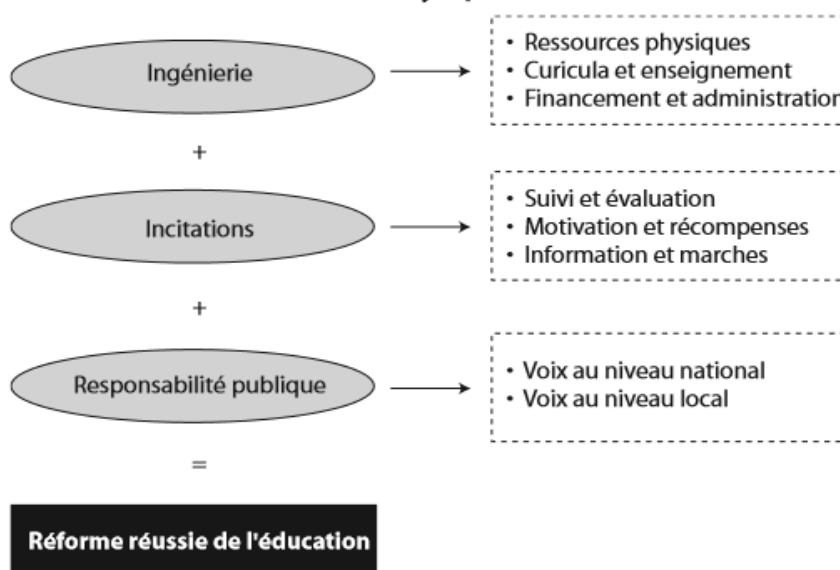 Ingénierie
• Ressources physiques
• Curicula et enseignement
• Financement et administration
+
Incitations
• Suivi et évaluation
• Motivation et récompenses
• Information et marches
+
Responsabilité publique
• Voix au niveau national
• Voix au niveau local
=
Réforme réussie de l'éducation